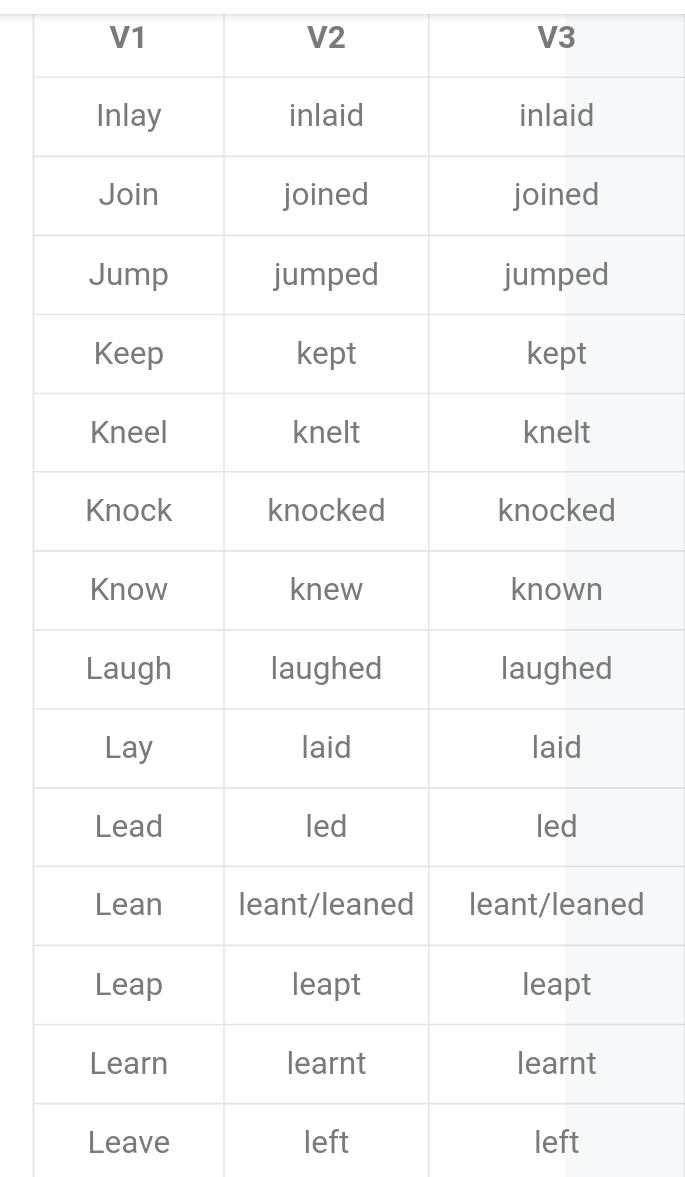 V1 V2 V3
Inlay inlaid inlaid
Join joined joined
Jump jumped jumped
Keep kept kept
Kneel knelt knelt
Knock knocked knocked
Know knew known
Laugh laughed laughed
Lay laid laid
Lead led led
Lean leant/leaned leant/leaned
Leap leapt leapt
Learn learnt learnt
Leave left left